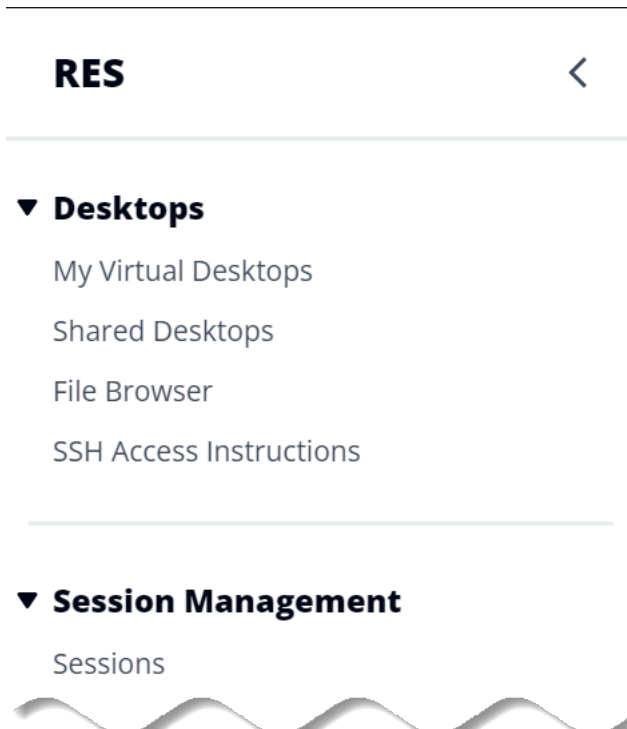 RES
Desktops
My Virtual Desktops
Shared Desktops
File Browser
SSH Access Instructions
Session Management
Sessions